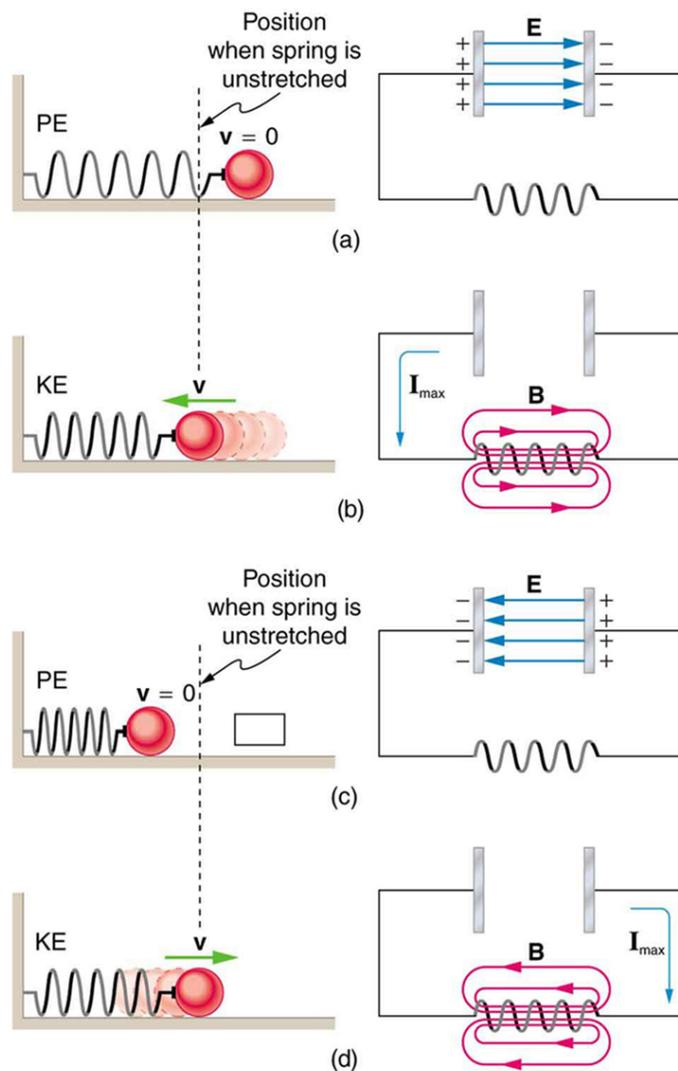 Position
when spring is
unstretched
PE
v = 0
E
+ −
+ −
+ −
+ −
(a)
KE
v
I max
B
(b)
Position
when spring is
unstretched
PE
v = 0
E
− +
− +
− +
− +
(c)
KE
v
B
I max
(d)